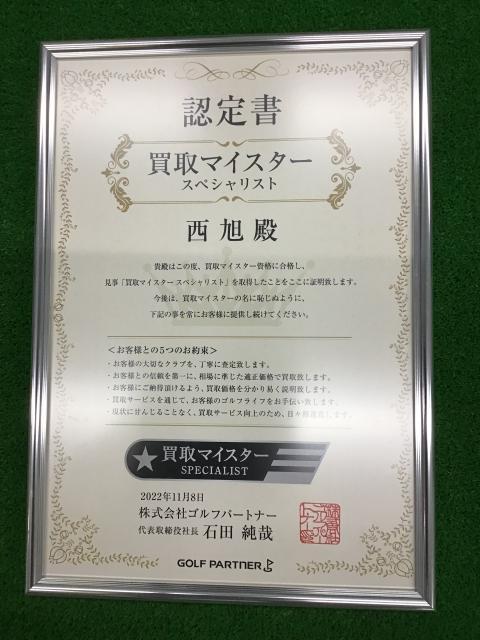 認定書
買取マイスター
スペシャリスト
西旭殿
貴殿はこの度、買取マイスター資格に合格し、
見事「買取マイスター スペシャリスト」を取得したことをここに証明致します。
今後は、買取マイスターの名に恥じぬように、
下記の事を常にお客様に提供し続けてください。
＜お客様との5つのお約束＞
・お客様の大切なクラブを、丁寧に査定致します。
・お客様との信頼を第一に、相場に準じた適正価格で買取致します。
・お客様にご納得頂けるよう、買取価格を分かり易く説明致します。
・買取サービスを通じて、お客様のゴルフライフをお手伝い致します。
・現状に甘んじることなく、買取サービス向上のため、日々
買取マイスター
SPECIALIST
2022年11月8日
株式会社ゴルフパートナー
代表取締役社長 石田 純哉
GOLF PARTNER